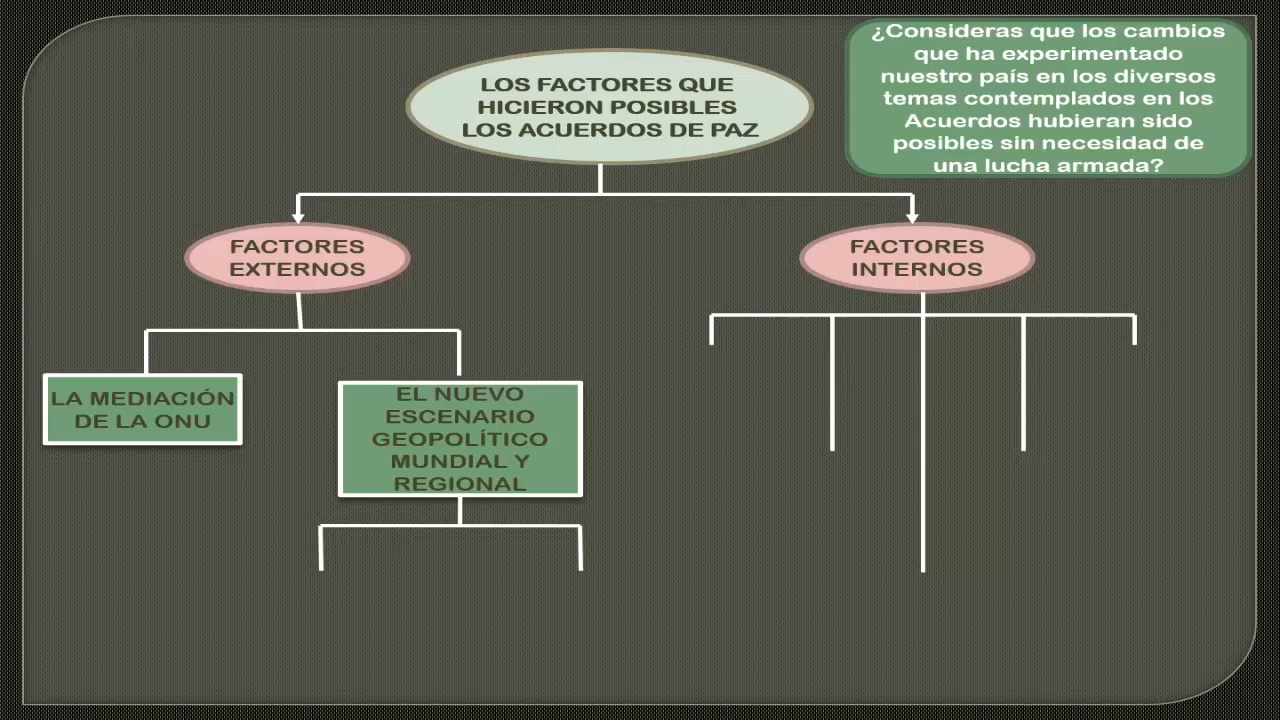 LOS FACTORES QUE
HICIERON POSIBLES
LOS ACUERDOS DE PAZ
¿Consideras que los cambios
que ha experimentado
nuestro país en los diversos
temas contemplados en los
Acuerdos hubieran sido
posibles sin necesidad de
una lucha armada?
FACTORES
EXTERNOS
FACTORES
INTERNOS
LA MEDIACIÓN
DE LA ONU
EL NUEVO
ESCENARIO
GEOPOLÍTICO
MUNDIAL Y
REGIONAL